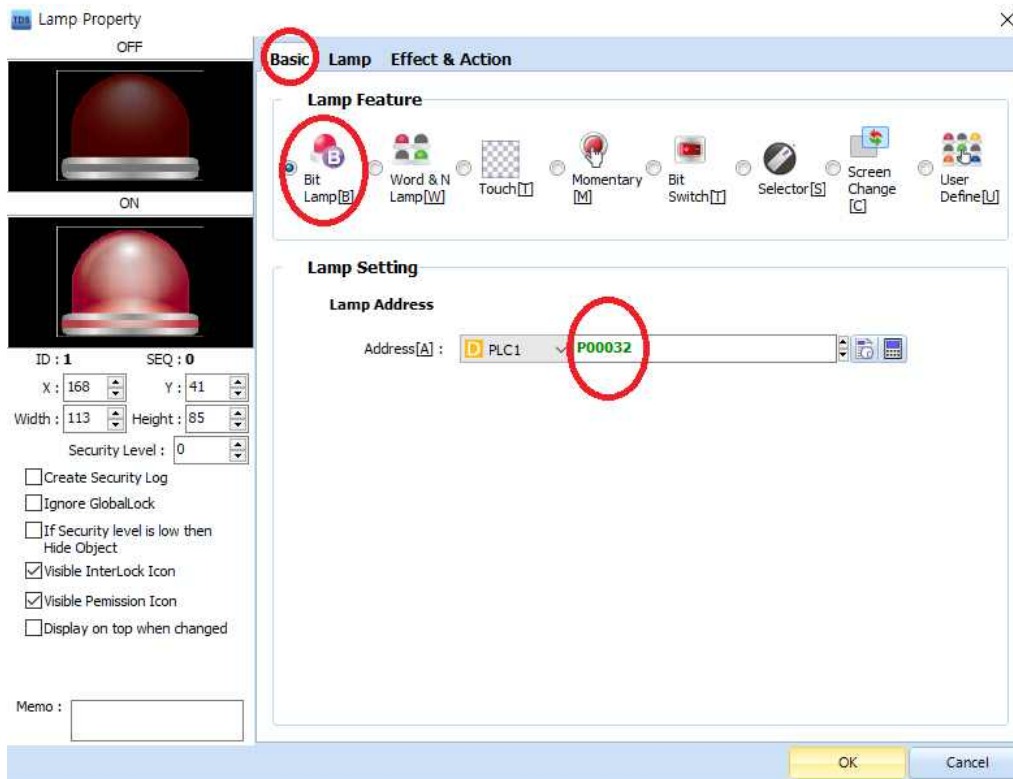 TDS Lamp Property
OFF
ON
ID : 1 SEQ : 0
X : 168 Y : 41
Width : 113 Height : 85
Security Level : 0
Create Security Log
Ignore GlobalLock
If Security level is low then
Hide Object
Visible InterLock Icon
Visible Pemission Icon
Display on top when changed
Memo :
Basic Lamp Effect & Action
Lamp Feature
Bit
Lamp[B]
Word & N
Lamp[W]
Touch[T]
Momentary
[M]
Bit
Switch[T]
Selector[S]
Screen
Change
[C]
User
Define[U]
Lamp Setting
Lamp Address
Address[A] : D PLC1 P00032
OK Cancel